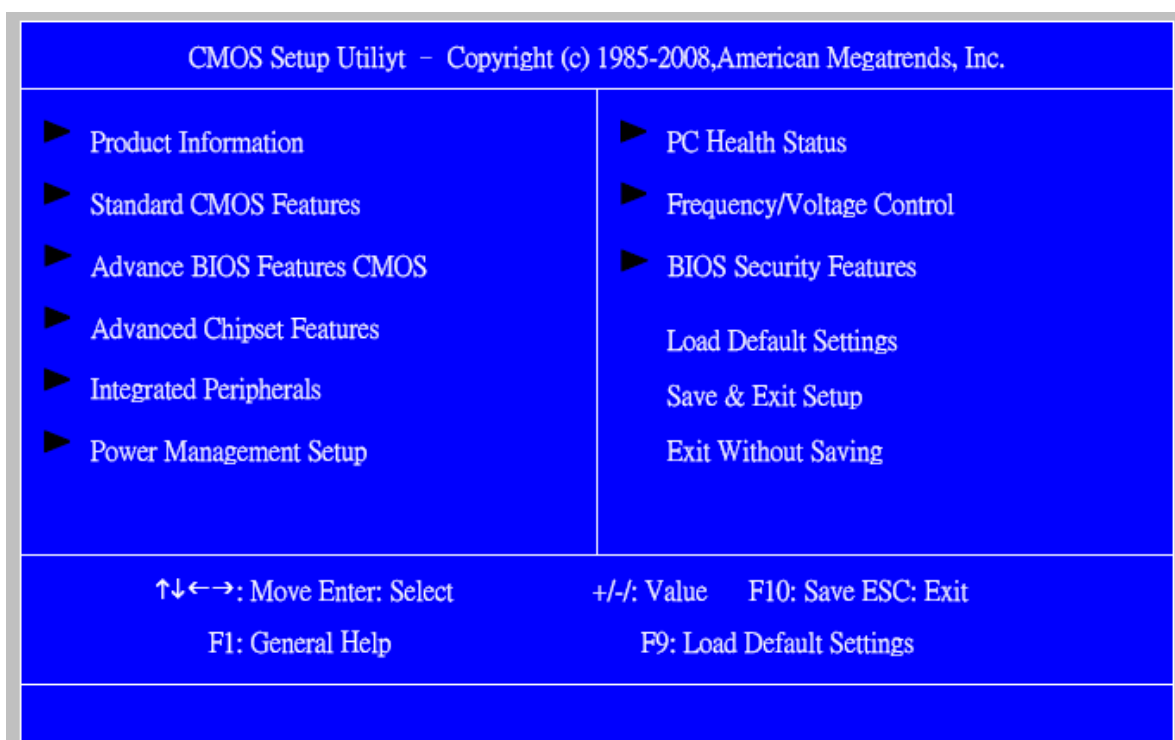 CMOS Setup Utiliyt – Copyright (c) 1985-2008,American Megatrends, Inc.
Product Information
Standard CMOS Features
Advance BIOS Features CMOS
Advanced Chipset Features
Integrated Peripherals
Power Management Setup
PC Health Status
Frequency/Voltage Control
BIOS Security Features
Load Default Settings
Save & Exit Setup
Exit Without Saving
↑↓←→: Move Enter: Select +/-/: Value F10: Save ESC: Exit
F1: General Help F9: Load Default Settings